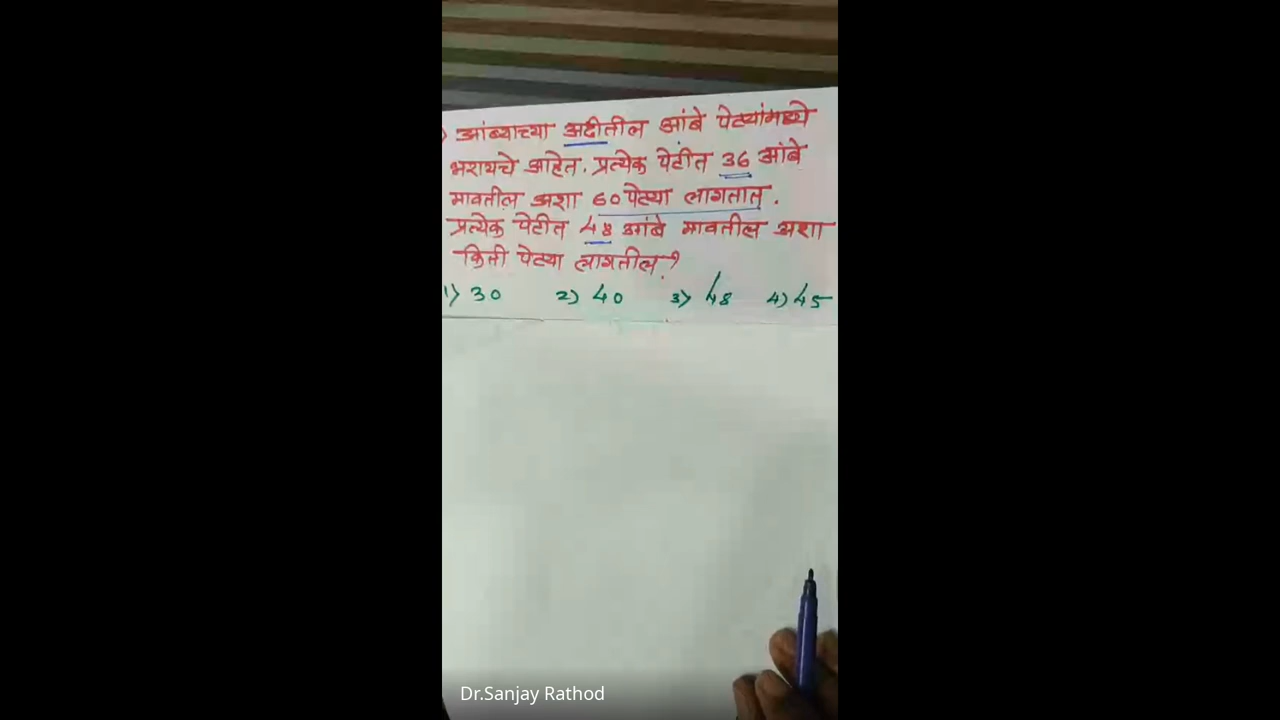 ) आंब्याच्या अढीतील आंबे पेट्यांमध्ये
भरायचे आहेत. प्रत्येक पेटीत 36 आंबे
मावतील अशा 60 पेट्या लागतात.
प्रत्येक पेटीत 48 आंबे मावतील अशा
किती पेट्या लागतील?
1) 30 2) 40 3) 48 4) 45
Dr.Sanjay Rathod